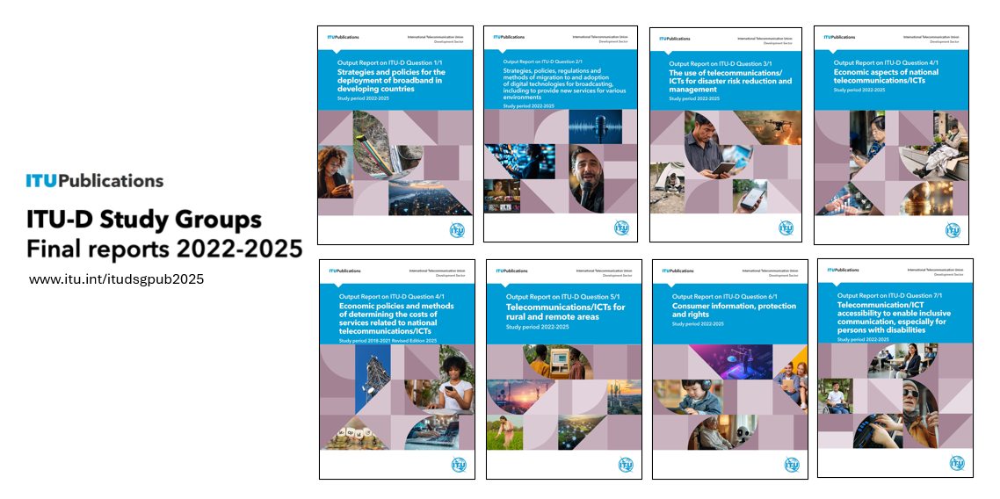 ITUPublications
ITU-D Study Groups
Final reports 2022-2025
www.itu.int/itudsgpub2025
ITUPublications
International Telecommunication Union
Development Sector
Output Report on ITU-D Question 1/1
Strategies and policies for the
deployment of broadband in
developing countries
Study period 2022-2025
ITUPublications
International Telecommunication Union
Development Sector
Output Report on ITU-D Question 2/1
Strategies, policies, regulations and
methods of migration to and adoption
of digital technologies for broadcasting,
including to provide new services for various
environments
Study period 2022-2025
ITUPublications
International Telecommunication Union
Development Sector
Output Report on ITU-D Question 3/1
The use of telecommunications/
ICTs for disaster risk reduction and
management
Study period 2022-2025
ITUPublications
International Telecommunication Union
Development Sector
Output Report on ITU-D Question 4/1
Economic aspects of national
telecommunications/ICTs
Study period 2022-2025
ITU
ITU
ITU
ITU
ITUPublications
International Telecommunication Union
Development Sector
Output Report on ITU-D Question 4/1
Economic policies and methods
of determining the costs of
services related to national
telecommunications/ICTs
Study period 2018-2021 Revised Edition 2025
ITUPublications
International Telecommunication Union
Development Sector
Output Report on ITU-D Question 5/1
Telecommunications/ICTs for
rural and remote areas
Study period 2022-2025
ITUPublications
International Telecommunication Union
Development Sector
Output Report on ITU-D Question 6/1
Consumer information, protection
and rights
Study period 2022-2025
ITUPublications
International Telecommunication Union
Development Sector
Output Report on ITU-D Question 7/1
Telecommunication/ICT
accessibility to enable inclusive
communication, especially for
persons with disabilities
Study period 2022-2025
ITU
ITU
ITU
ITU